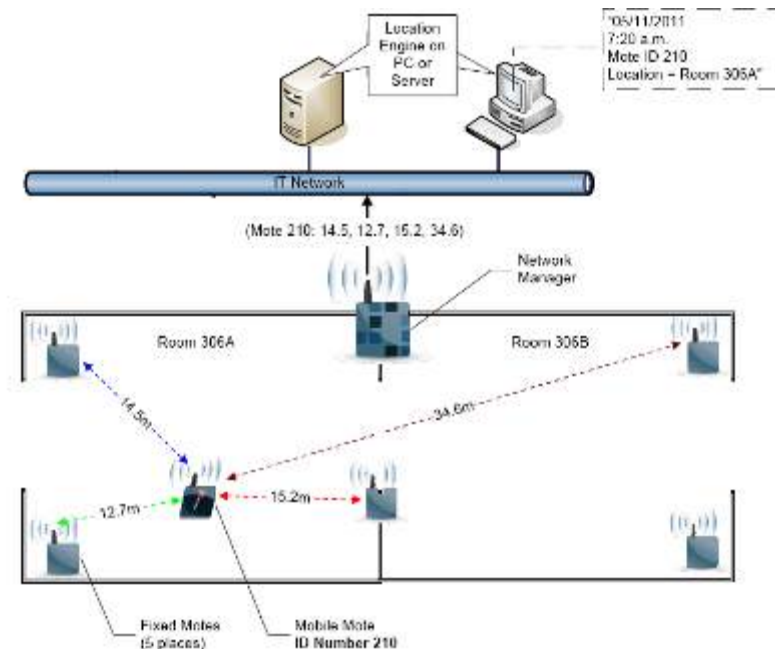 Location
Engine on
PC or
Server
"05/11/2011
7:20 a.m.
Mote ID 210
Location – Room 306A"
IT Network
(Mote 210: 14.5, 12.7, 15.2, 34.6)
Network
Manager
Room 306A
Room 306B
14.5m
34.6m
12.7m
15.2m
Fixed Motes
(5 places)
Mobile Mote
ID Number 210